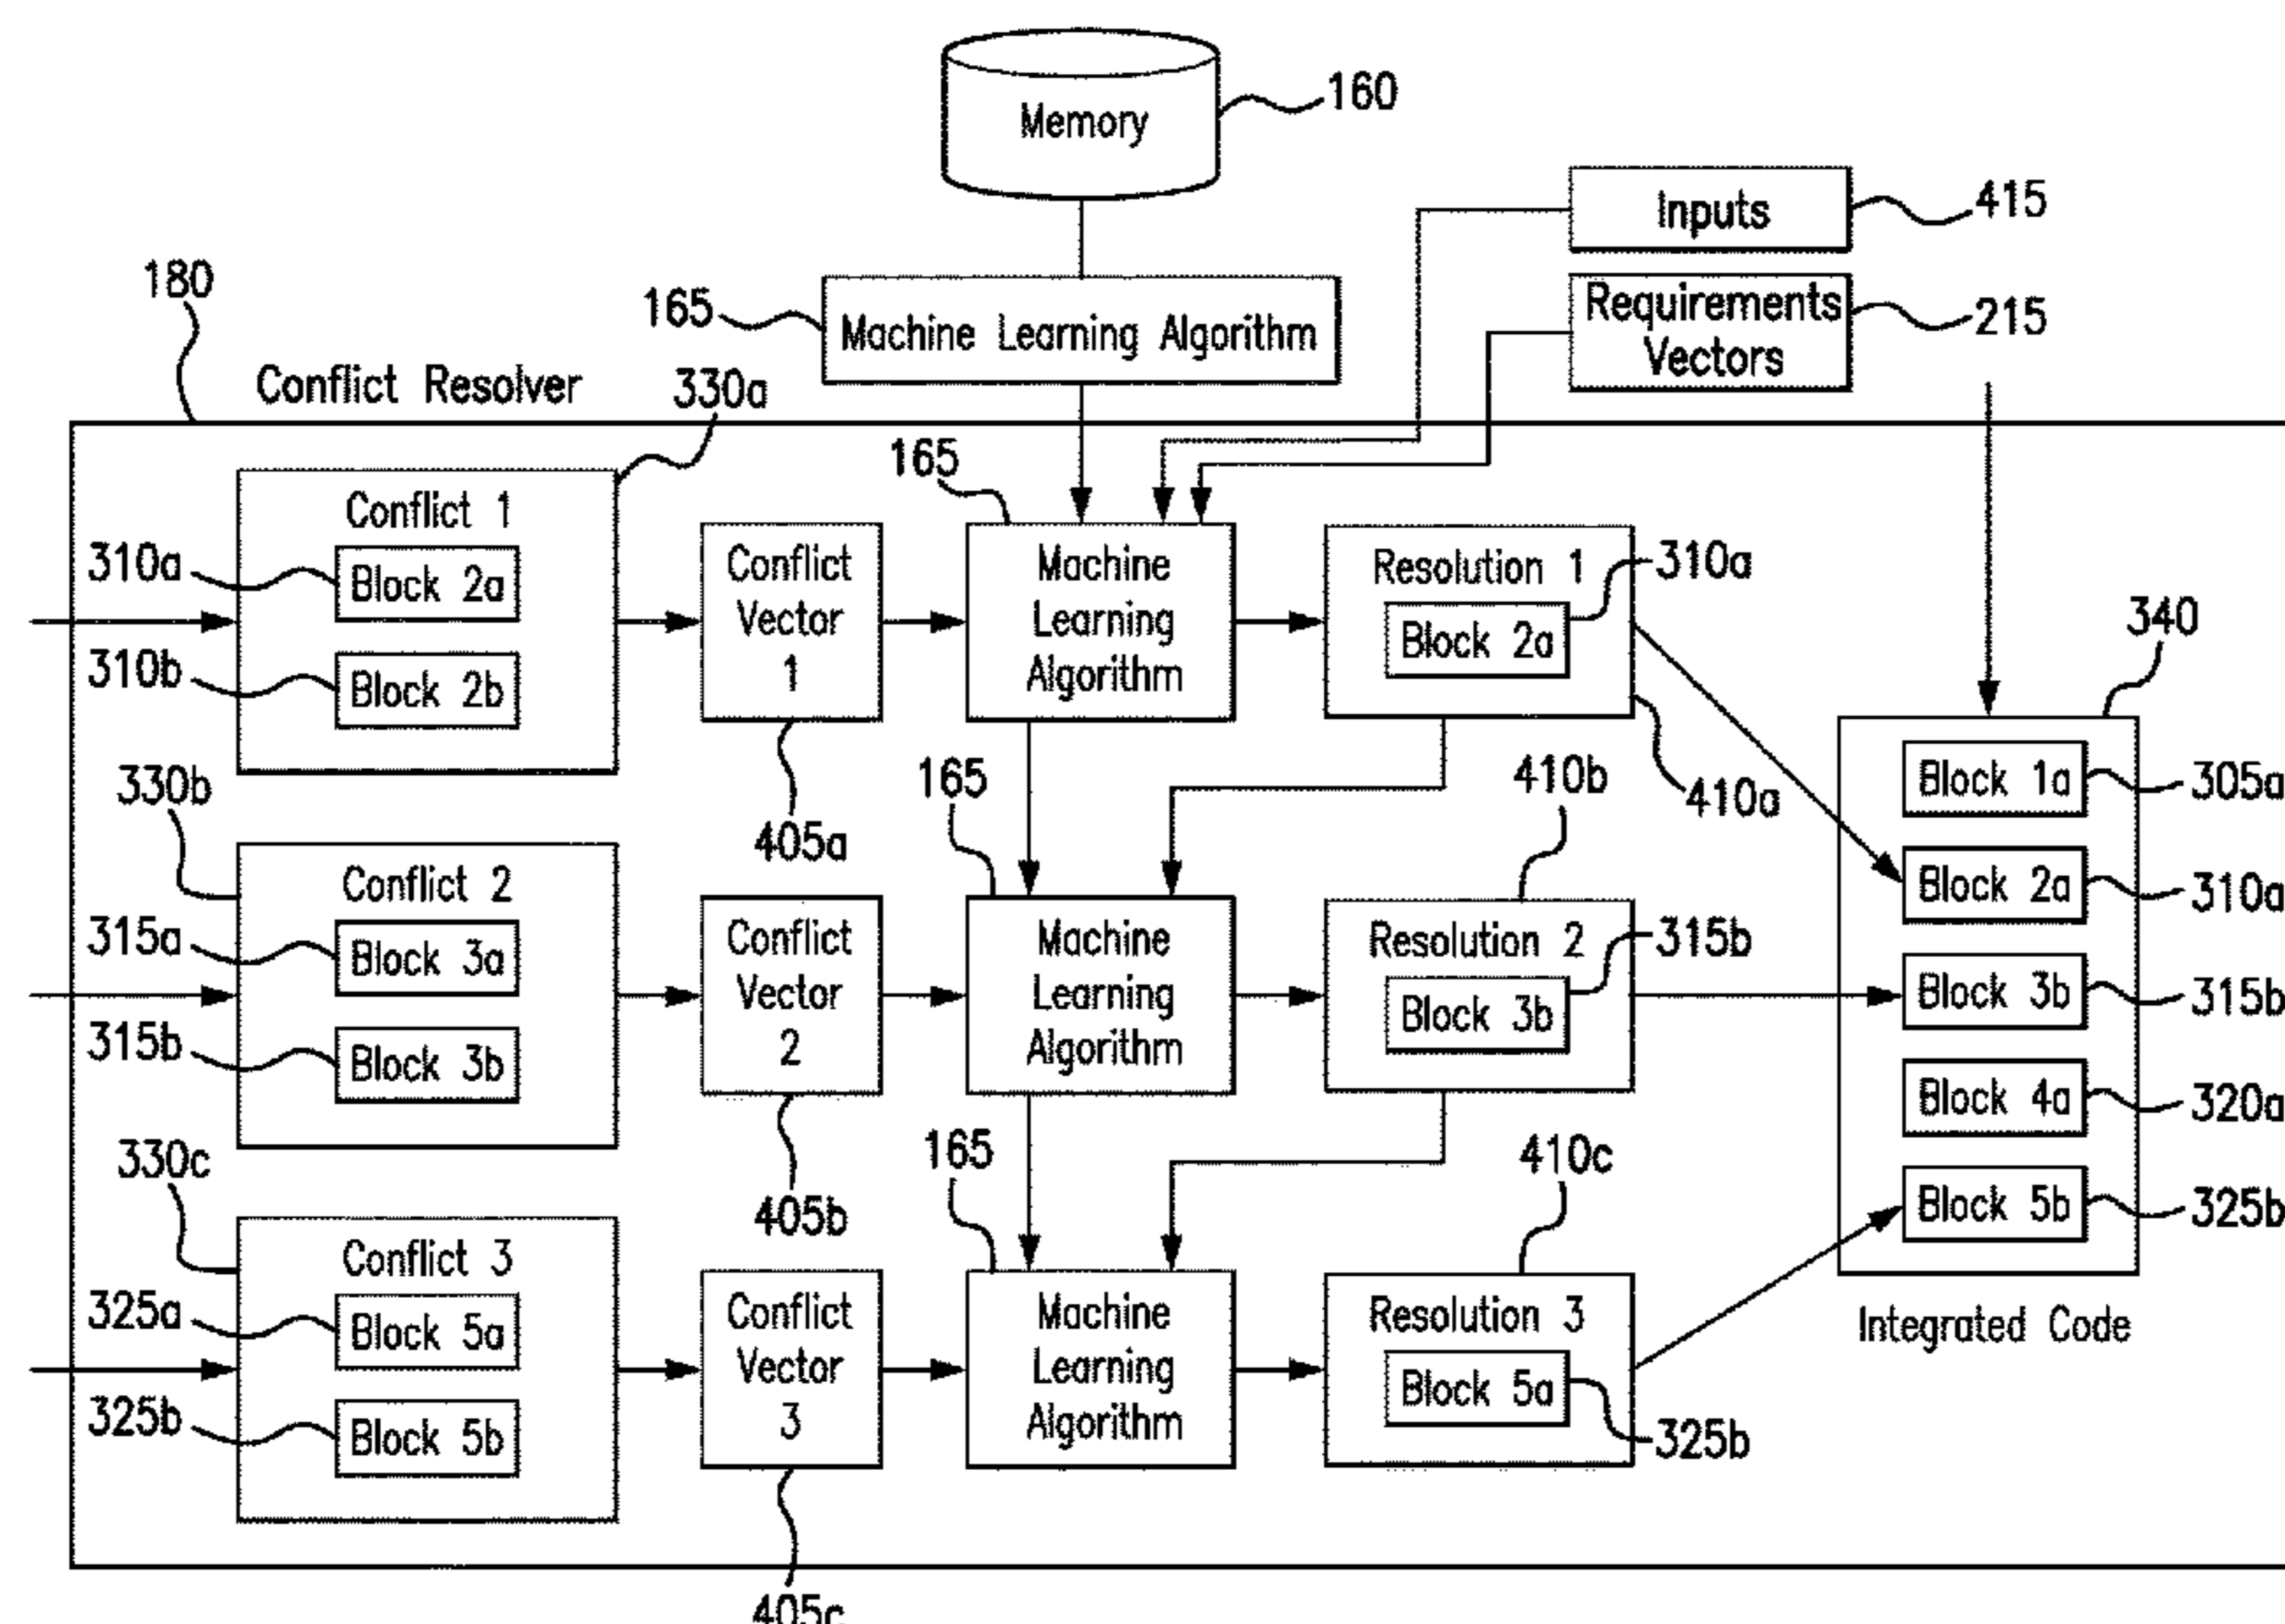 Memory
160
Inputs
415
180
165
Machine Learning Algorithm
Requirements
Vectors
215
Conflict Resolver
330a
165
Conflict 1
310a
Block 2a
310b
Block 2b
Conflict
Vector
1
405a
Machine
Learning
Algorithm
Resolution 1
310a
Block 2a
410a
340
330b
Conflict 2
315a
Block 3a
315b
Block 3b
Conflict
Vector
2
405b
165
Machine
Learning
Algorithm
410b
Resolution 2
315b
Block 3b
330c
Conflict 3
325a
Block 5a
325b
Block 5b
Conflict
Vector
3
405c
165
Machine
Learning
Algorithm
410c
Resolution 3
Block 5a
325b
Block 1a
305a
Block 2a
310a
Block 3b
315b
Block 4a
320a
Block 5b
325b
Integrated Code